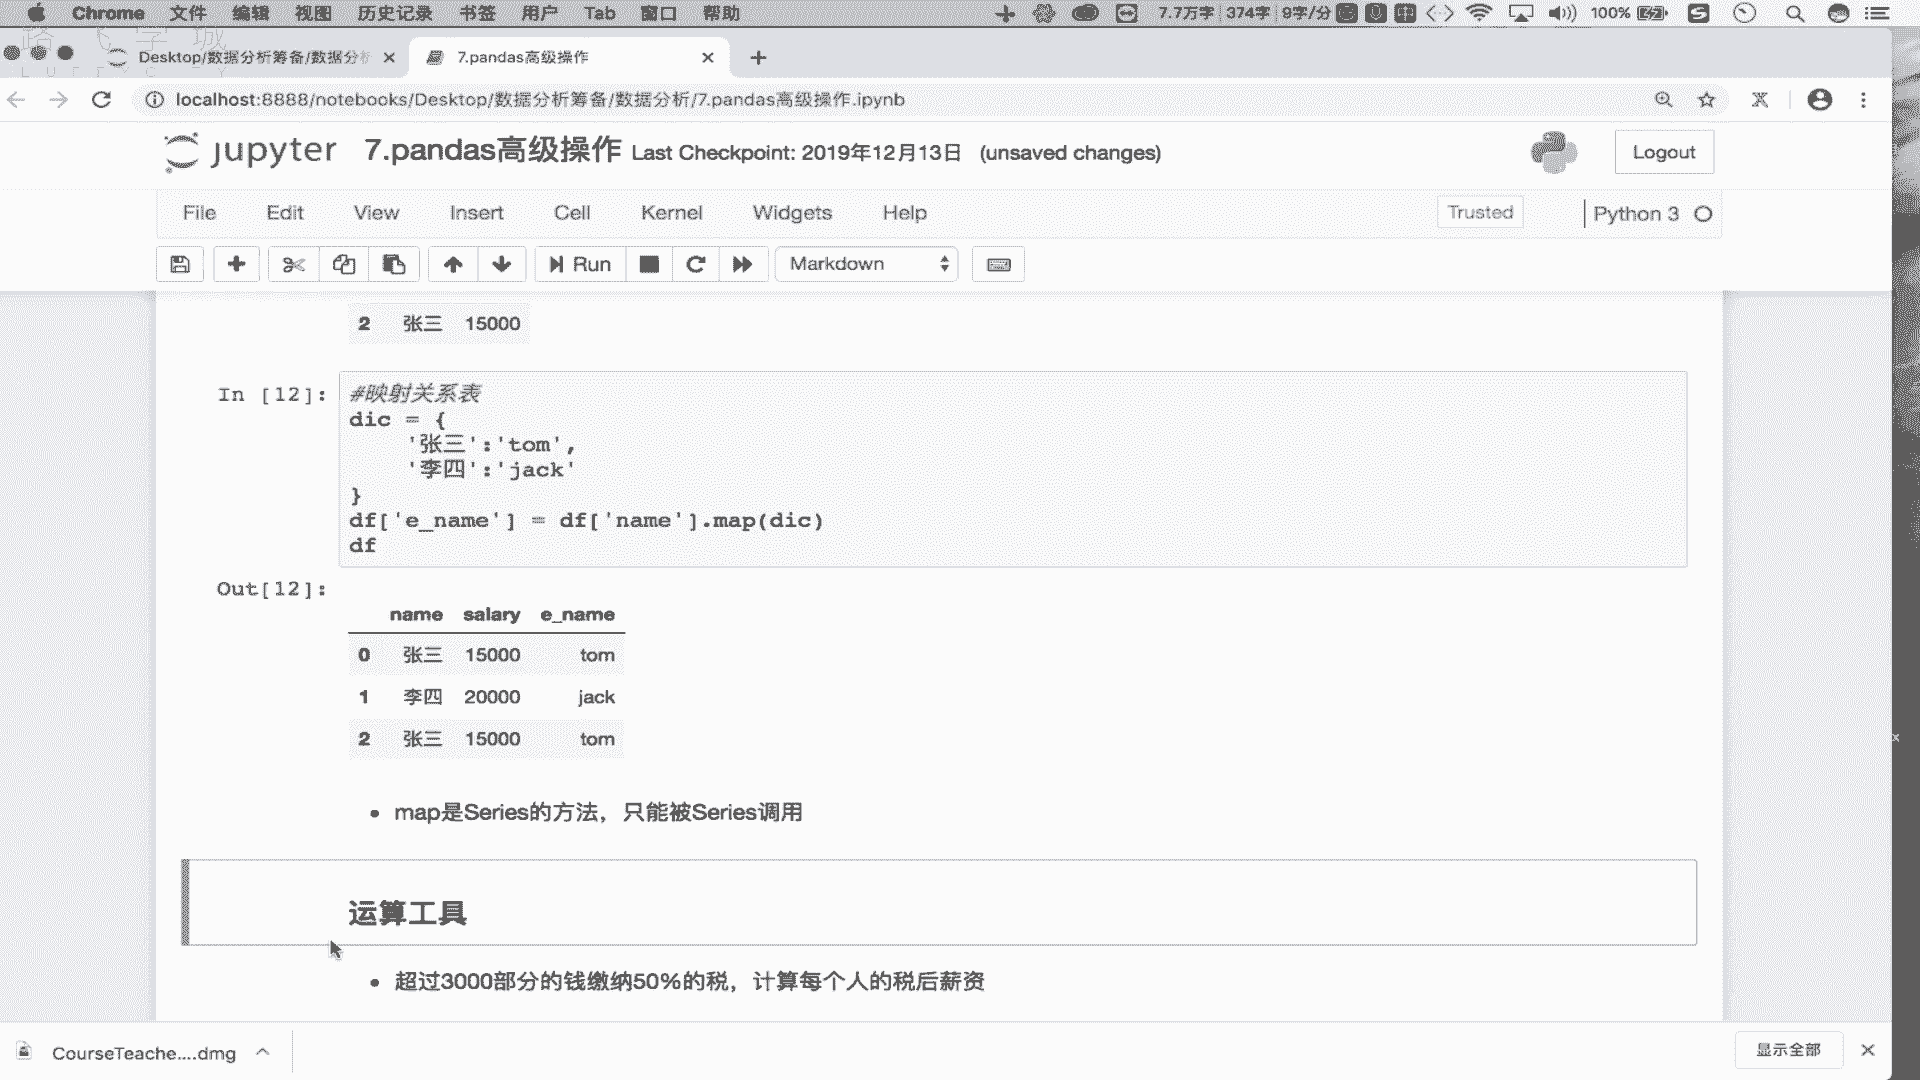 Chrome 文件 编辑 视图 历史记录 书签 用户 Tab 窗口 帮助 7.7万字 374字 9字/分 中 100%
Desktop/数据分析筹备/数据分析 7.pandas高级操作
localhost:8888/notebooks/Desktop/数据分析筹备/数据分析/7.pandas高级操作.ipynb
jupyter 7.pandas高级操作 Last Checkpoint: 2019年12月13日 (unsaved changes) Logout
File Edit View Insert Cell Kernel Widgets Help Trusted Python 3
Run Markdown
2 张三 15000
In [12]: #映射关系表
dic = {
'张三':'tom',
'李四':'jack'
}
df['e_name'] = df['name'].map(dic)
df
Out[12]:
name salary e_name
0 张三 15000 tom
1 李四 20000 jack
2 张三 15000 tom
• map是Series的方法，只能被Series调用
运算工具
• 超过3000部分的钱缴纳50%的税，计算每个人的税后薪资
CourseTeache....dmg 显示全部